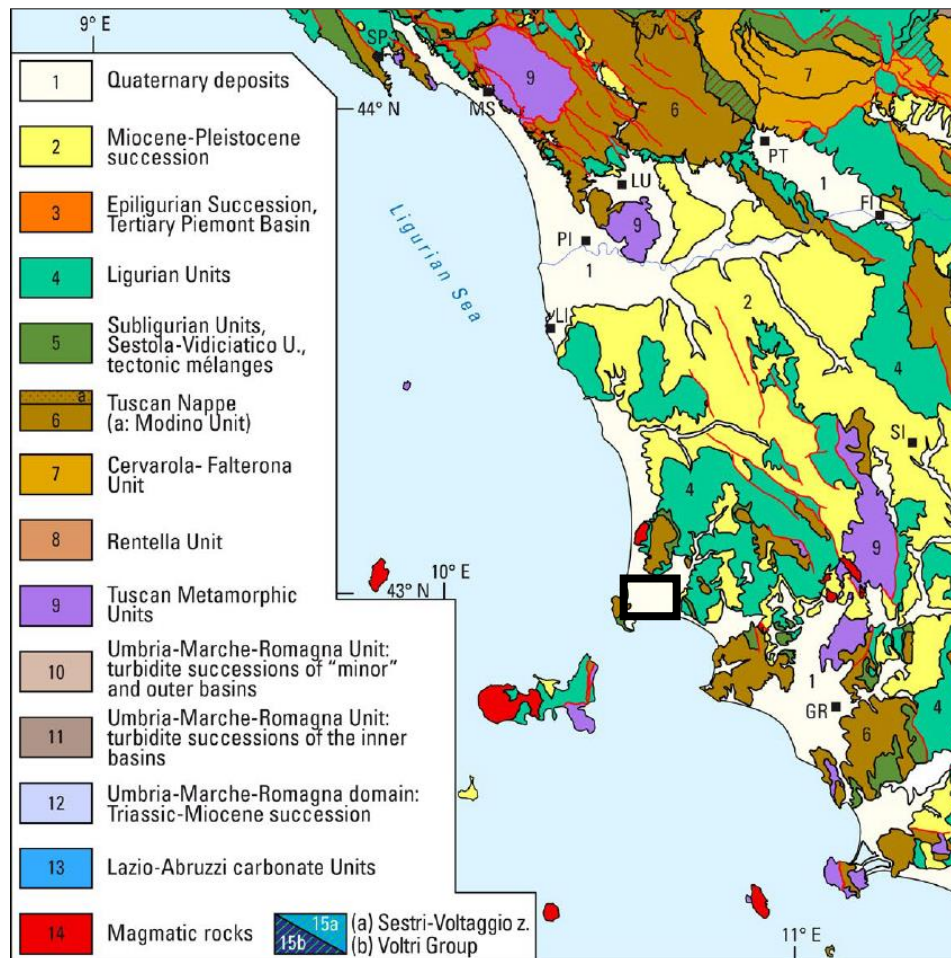 9° E
1 Quaternary deposits
2 Miocene-Pleistocene
succession
3 Epiligurian Succession,
Tertiary Piemont Basin
4 Ligurian Units
5 Subligurian Units,
Sestola-Vidiciatico U.,
tectonic mélanges
a
6 Tuscan Nappe
(a: Modino Unit)
7 Cervarola- Falterona
Unit
8 Rentella Unit
9 Tuscan Metamorphic
Units
10 Umbria-Marche-Romagna Unit:
turbidite successions of “minor”
and outer basins
11 Umbria-Marche-Romagna Unit:
turbidite successions of the inner
basins
12 Umbria-Marche-Romagna domain:
Triassic-Miocene succession
13 Lazio-Abruzzi carbonate Units
14 Magmatic rocks
15a (a) Sestri-Voltaggio z.
15b (b) Voltri Group
SP
9
7
44° N
MS
6
PT
LU
1
FI
9
PI
1
Ligurian Sea
2
LI
4
SI
4
9
10° E
43° N
1
GR
4
6
11° E